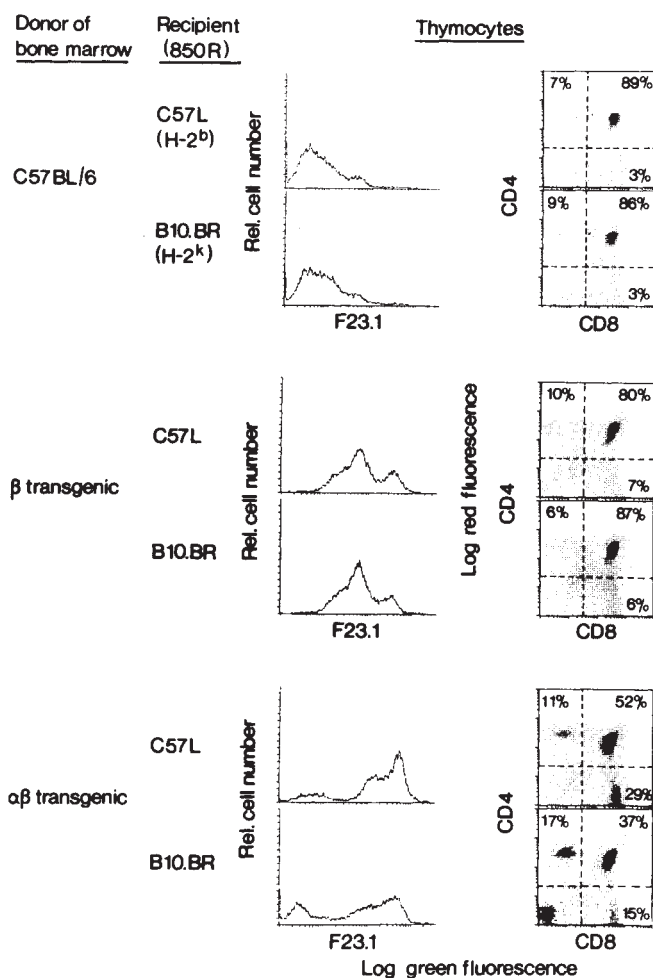 Donor of bone marrow
Recipient (850R)
Thymocytes
C57BL/6
C57L (H-2ᵇ)
Rel. cell number
CD4
7% 89%
3%
B10.BR (H-2ᵏ)
9% 86%
3%
F23.1
CD8
β transgenic
C57L
Rel. cell number
Log red fluorescence
CD4
10% 80%
7%
B10.BR
6% 87%
6%
F23.1
CD8
αβ transgenic
C57L
Rel. cell number
CD4
11% 52%
29%
B10.BR
17% 37%
15%
F23.1
CD8
Log green fluorescence